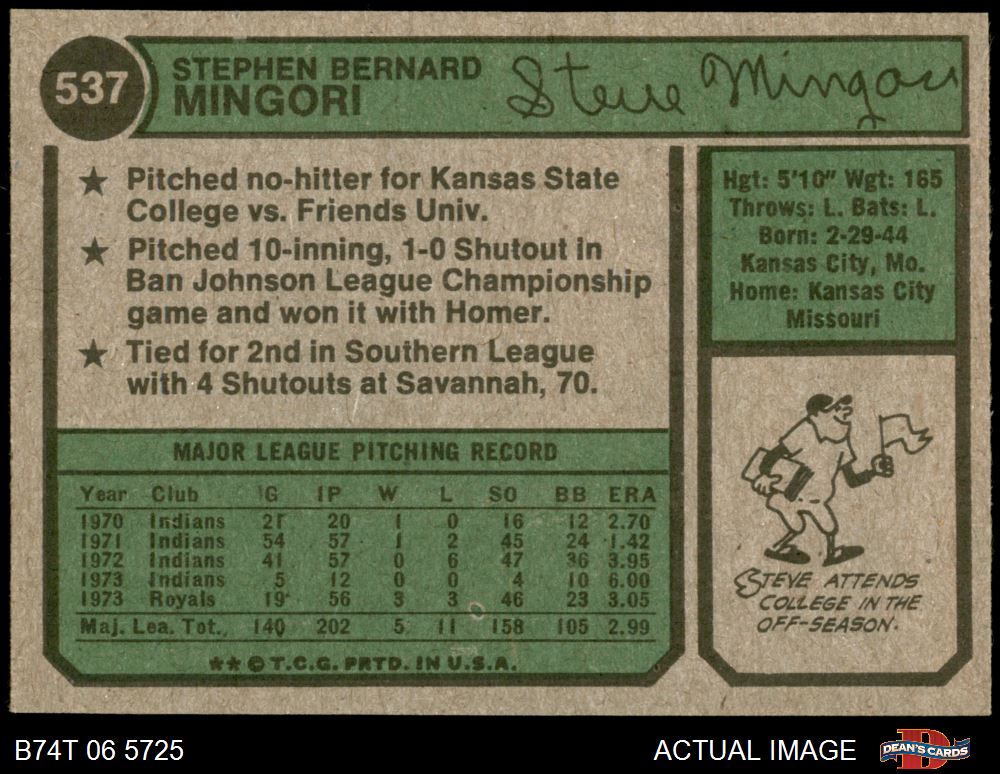 537
STEPHEN BERNARD
MINGORI
Steve Mingori
★ Pitched no-hitter for Kansas State
College vs. Friends Univ.
★ Pitched 10-inning, 1-0 Shutout in
Ban Johnson League Championship
game and won it with Homer.
★ Tied for 2nd in Southern League
with 4 Shutouts at Savannah, 70.
Hgt: 5'10" Wgt: 165
Throws: L. Bats: L.
Born: 2-29-44
Kansas City, Mo.
Home: Kansas City
Missouri
MAJOR LEAGUE PITCHING RECORD
Year Club G IP W L SO BB ERA
1970 Indians 21 20 1 0 16 12 2.70
1971 Indians 54 57 1 2 45 24 1.42
1972 Indians 41 57 0 6 47 36 3.95
1973 Indians 5 12 0 0 4 10 6.00
1973 Royals 19 56 3 3 46 23 3.05
Maj. Lea. Tot. 140 202 5 11 158 105 2.99
★★ © T.C.G. PRTD. IN U.S.A.
STEVE ATTENDS
COLLEGE IN THE
OFF-SEASON.
B74T 06 5725
ACTUAL IMAGE
DEAN'S CARDS